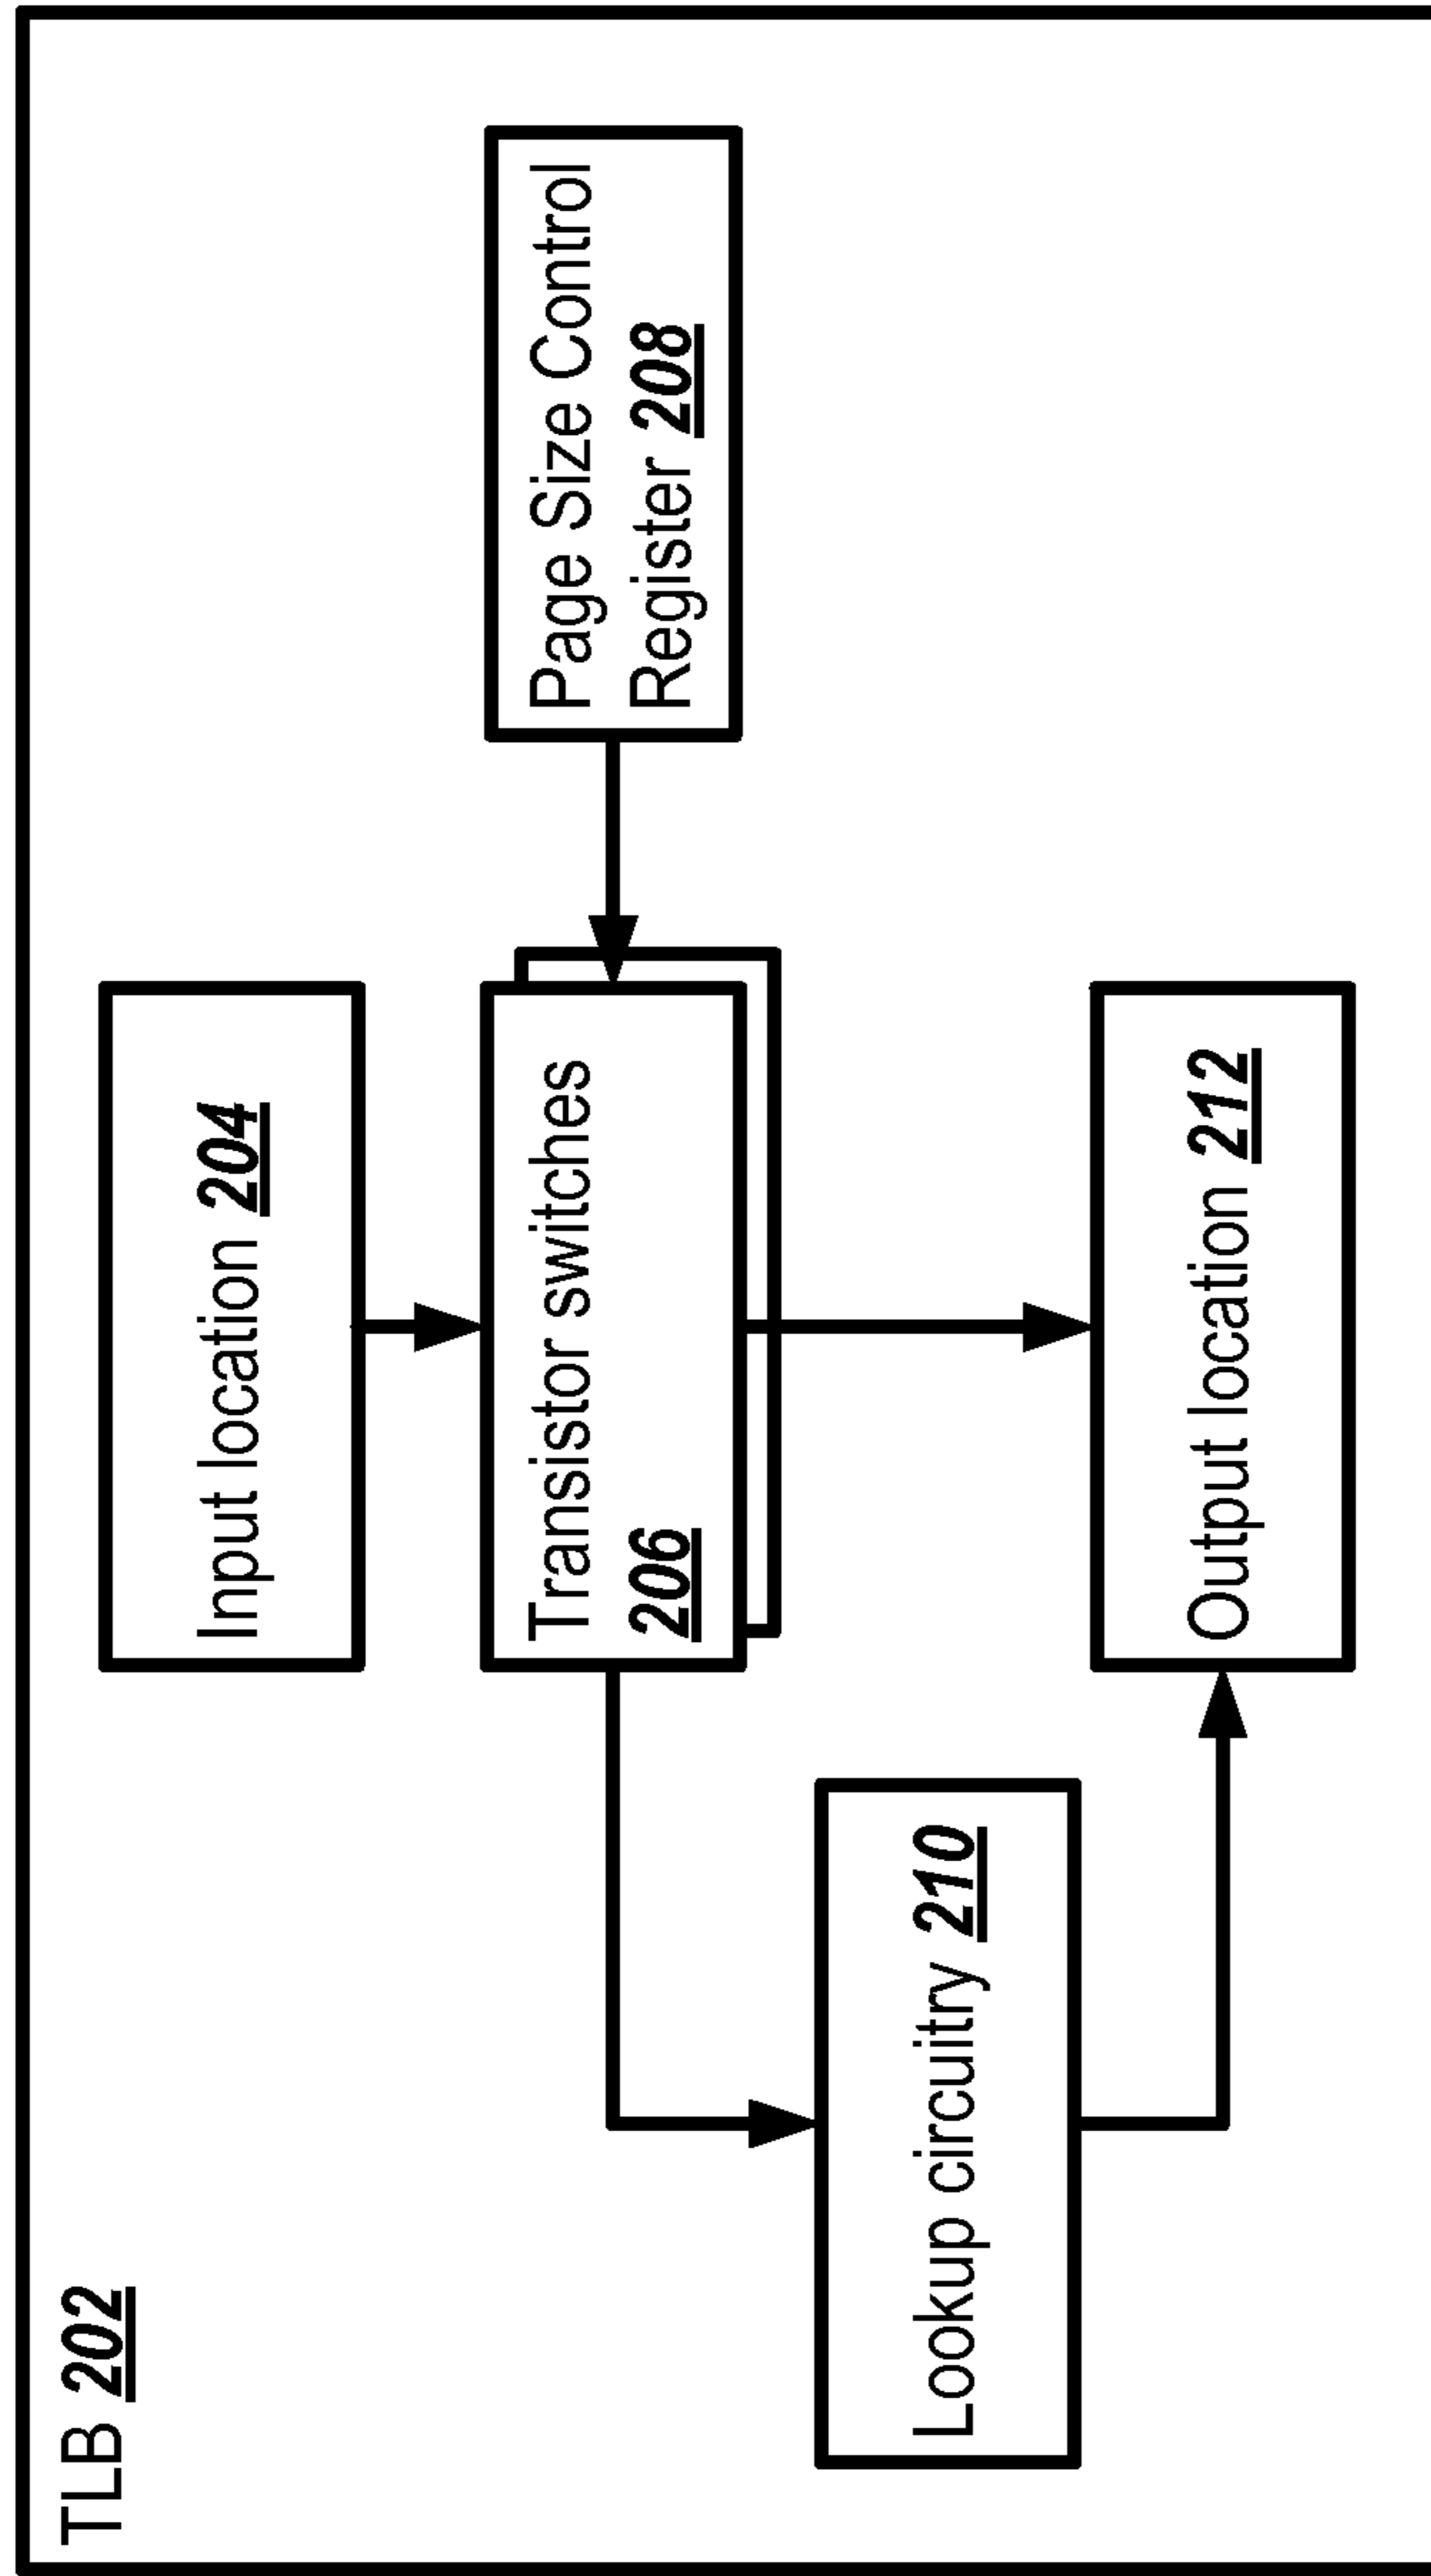 TLB 202
Input location 204
Transistor switches
206
Page Size Control
Register 208
Lookup circuitry 210
Output location 212